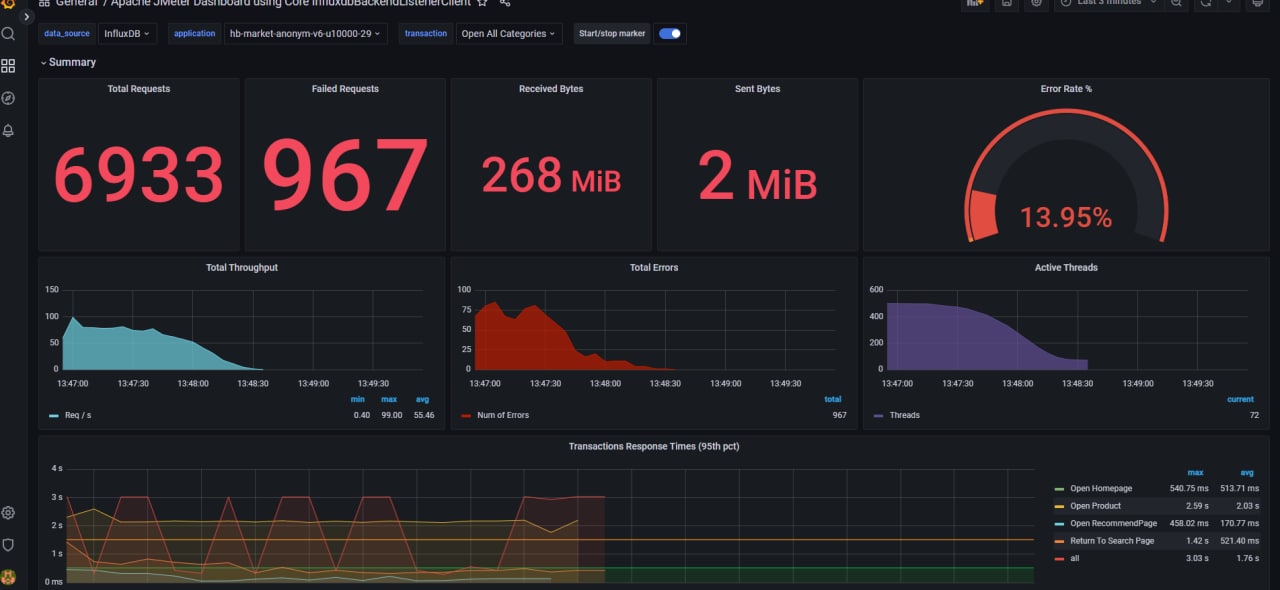 General / Apache JMeter Dashboard using Core InfluxdbBackendListenerClient
Last 3 minutes
data_source InfluxDB application hb-market-anonym-v6-u10000-29 transaction Open All Categories Start/stop marker
Summary
Total Requests Failed Requests Received Bytes Sent Bytes Error Rate %
6933 967 268 MiB 2 MiB 13.95%
Total Throughput
150
100
50
0
13:47:00 13:47:30 13:48:00 13:48:30 13:49:00 13:49:30
min max avg
Req / s 0.40 99.00 55.46
Total Errors
100
75
50
25
0
13:47:00 13:47:30 13:48:00 13:48:30 13:49:00 13:49:30
total
Num of Errors 967
Active Threads
600
400
200
0
13:47:00 13:47:30 13:48:00 13:48:30 13:49:00 13:49:30
current
Threads 72
Transactions Response Times (95th pct)
4 s
3 s
2 s
1 s
0 ms
max avg
Open Homepage 540.75 ms 513.71 ms
Open Product 2.59 s 2.03 s
Open RecommendPage 458.02 ms 170.77 ms
Return To Search Page 1.42 s 521.40 ms
all 3.03 s 1.76 s